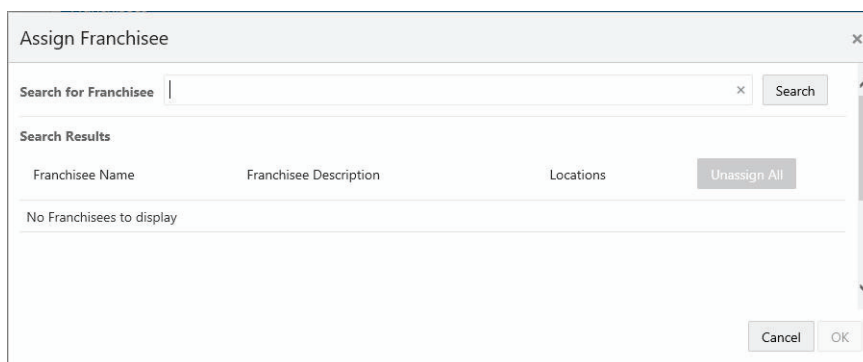 Assign Franchisee ×
Search for Franchisee × Search
Search Results
Franchisee Name Franchisee Description Locations Unassign All
No Franchisees to display
Cancel OK